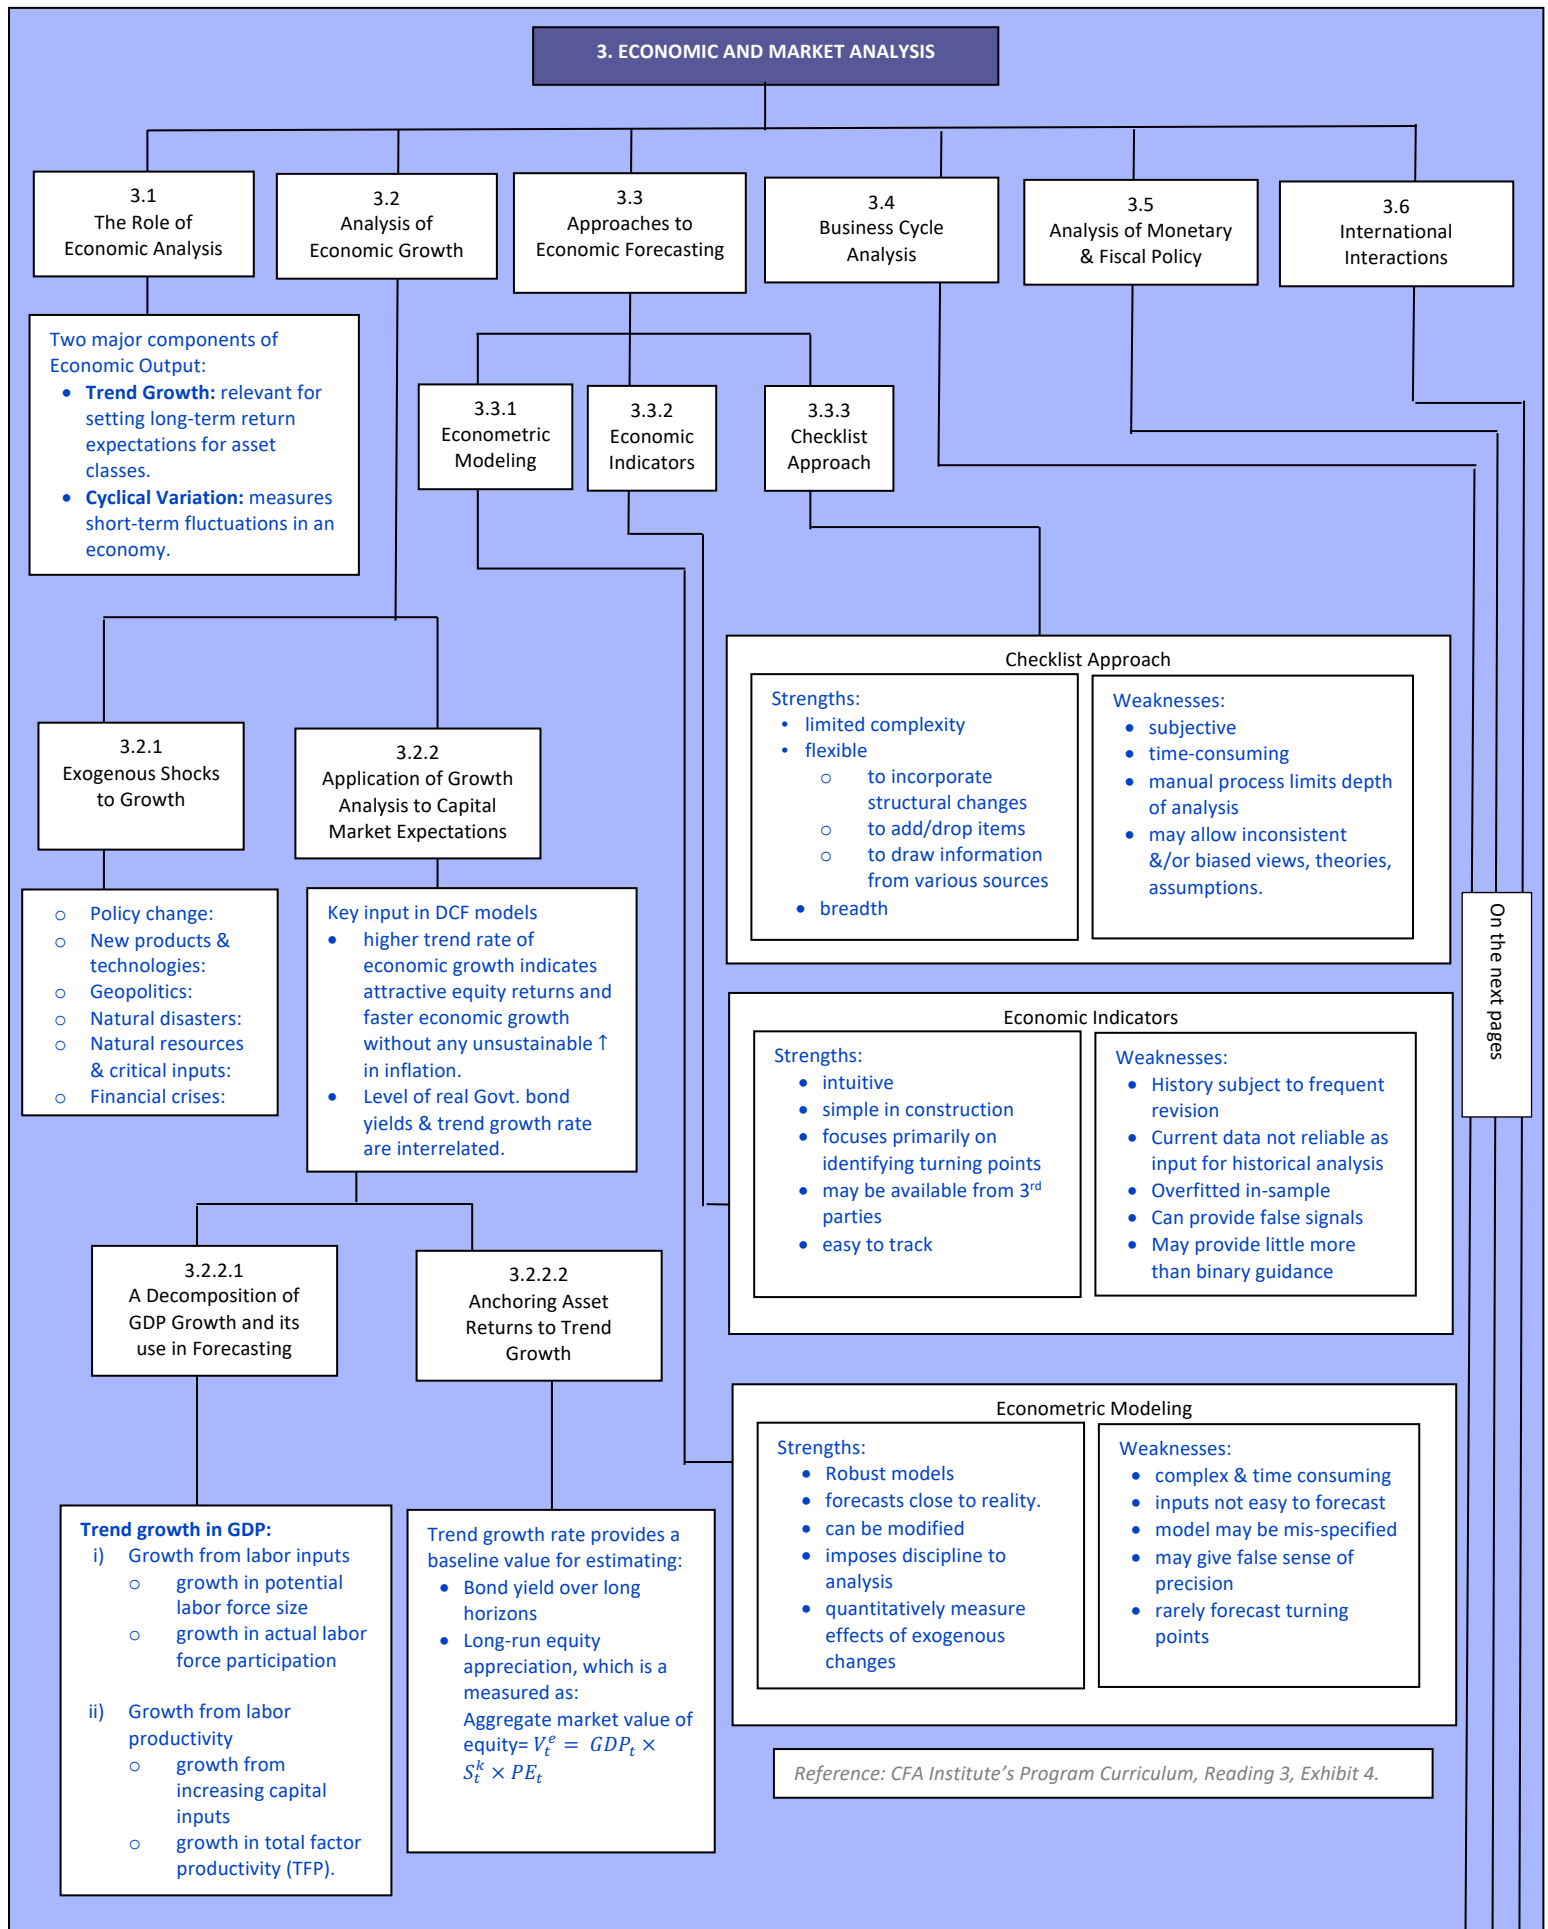 3. ECONOMIC AND MARKET ANALYSIS
3.1
The Role of
Economic Analysis
3.2
Analysis of
Economic Growth
3.3
Approaches to
Economic Forecasting
3.4
Business Cycle
Analysis
3.5
Analysis of Monetary
& Fiscal Policy
3.6
International
Interactions
Two major components of
Economic Output:
• Trend Growth: relevant for
setting long-term return
expectations for asset
classes.
• Cyclical Variation: measures
short-term fluctuations in an
economy.
3.3.1
Econometric
Modeling
3.3.2
Economic
Indicators
3.3.3
Checklist
Approach
3.2.1
Exogenous Shocks
to Growth
3.2.2
Application of Growth
Analysis to Capital
Market Expectations
o Policy change:
o New products &
technologies:
o Geopolitics:
o Natural disasters:
o Natural resources
& critical inputs:
o Financial crises:
Key input in DCF models
• higher trend rate of
economic growth indicates
attractive equity returns and
faster economic growth
without any unsustainable ↑
in inflation.
• Level of real Govt. bond
yields & trend growth rate
are interrelated.
3.2.2.1
A Decomposition of
GDP Growth and its
use in Forecasting
3.2.2.2
Anchoring Asset
Returns to Trend
Growth
Trend growth in GDP:
i) Growth from labor inputs
o growth in potential
labor force size
o growth in actual labor
force participation
ii) Growth from labor
productivity
o growth from
increasing capital
inputs
o growth in total factor
productivity (TFP).
Trend growth rate provides a
baseline value for estimating:
• Bond yield over long
horizons
• Long-run equity
appreciation, which is a
measured as:
Aggregate market value of
equity= V_t^e = GDP_t ×
S_t^k × PE_t
Checklist Approach
Strengths:
• limited complexity
• flexible
o to incorporate
structural changes
o to add/drop items
o to draw information
from various sources
• breadth
Weaknesses:
• subjective
• time-consuming
• manual process limits depth
of analysis
• may allow inconsistent
&/or biased views, theories,
assumptions.
Economic Indicators
Strengths:
• intuitive
• simple in construction
• focuses primarily on
identifying turning points
• may be available from 3rd
parties
• easy to track
Weaknesses:
• History subject to frequent
revision
• Current data not reliable as
input for historical analysis
• Overfitted in-sample
• Can provide false signals
• May provide little more
than binary guidance
Econometric Modeling
Strengths:
• Robust models
• forecasts close to reality.
• can be modified
• imposes discipline to
analysis
• quantitatively measure
effects of exogenous
changes
Weaknesses:
• complex & time consuming
• inputs not easy to forecast
• model may be mis-specified
• may give false sense of
precision
• rarely forecast turning
points
Reference: CFA Institute's Program Curriculum, Reading 3, Exhibit 4.
On the next pages